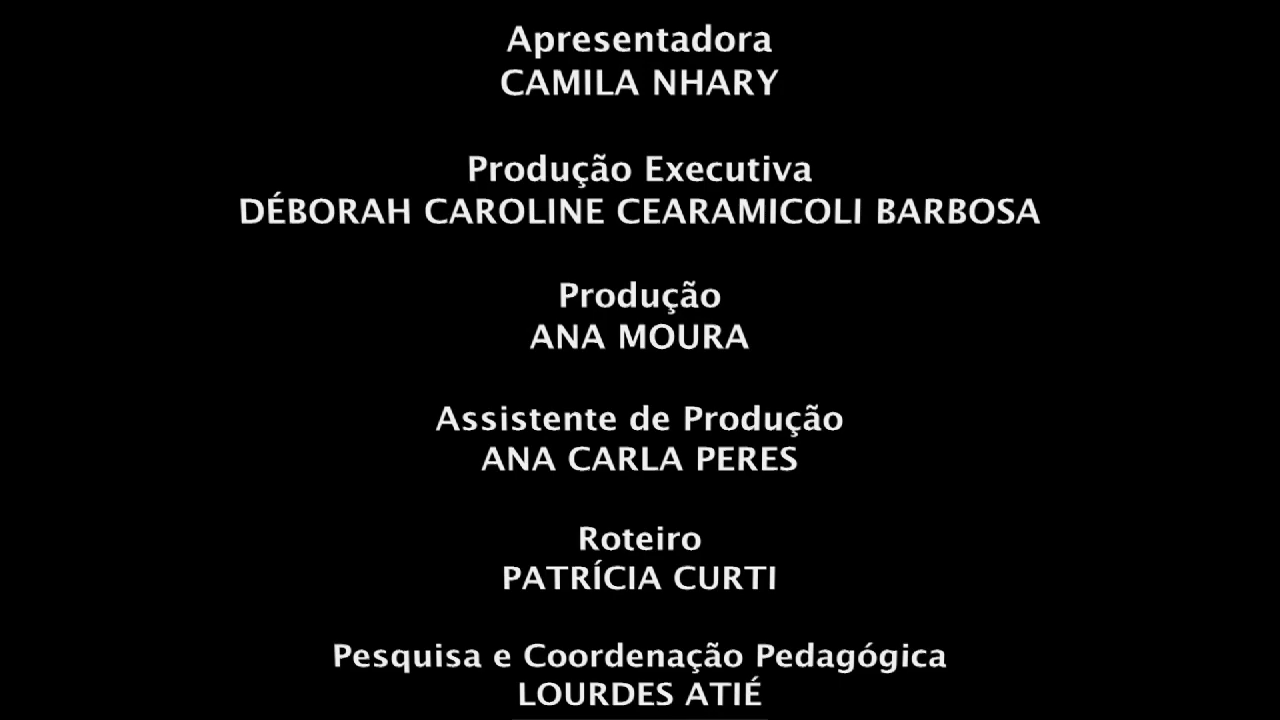 Apresentadora
CAMILA NHARY
Produção Executiva
DÉBORAH CAROLINE CEARAMICOLI BARBOSA
Produção
ANA MOURA
Assistente de Produção
ANA CARLA PERES
Roteiro
PATRÍCIA CURTI
Pesquisa e Coordenação Pedagógica
LOURDES ATIÉ